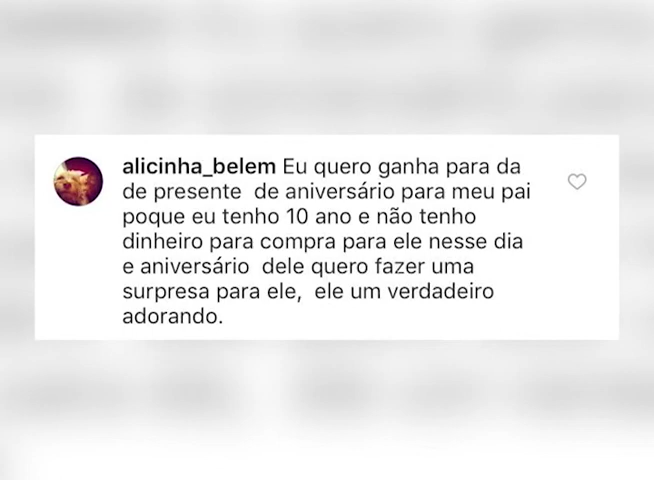 alicinha_belem Eu quero ganha para da
de presente  de aniversário para meu pai
poque eu tenho 10 ano e não tenho
dinheiro para compra para ele nesse dia
e aniversário  dele quero fazer uma
surpresa para ele,  ele um verdadeiro
adorando.